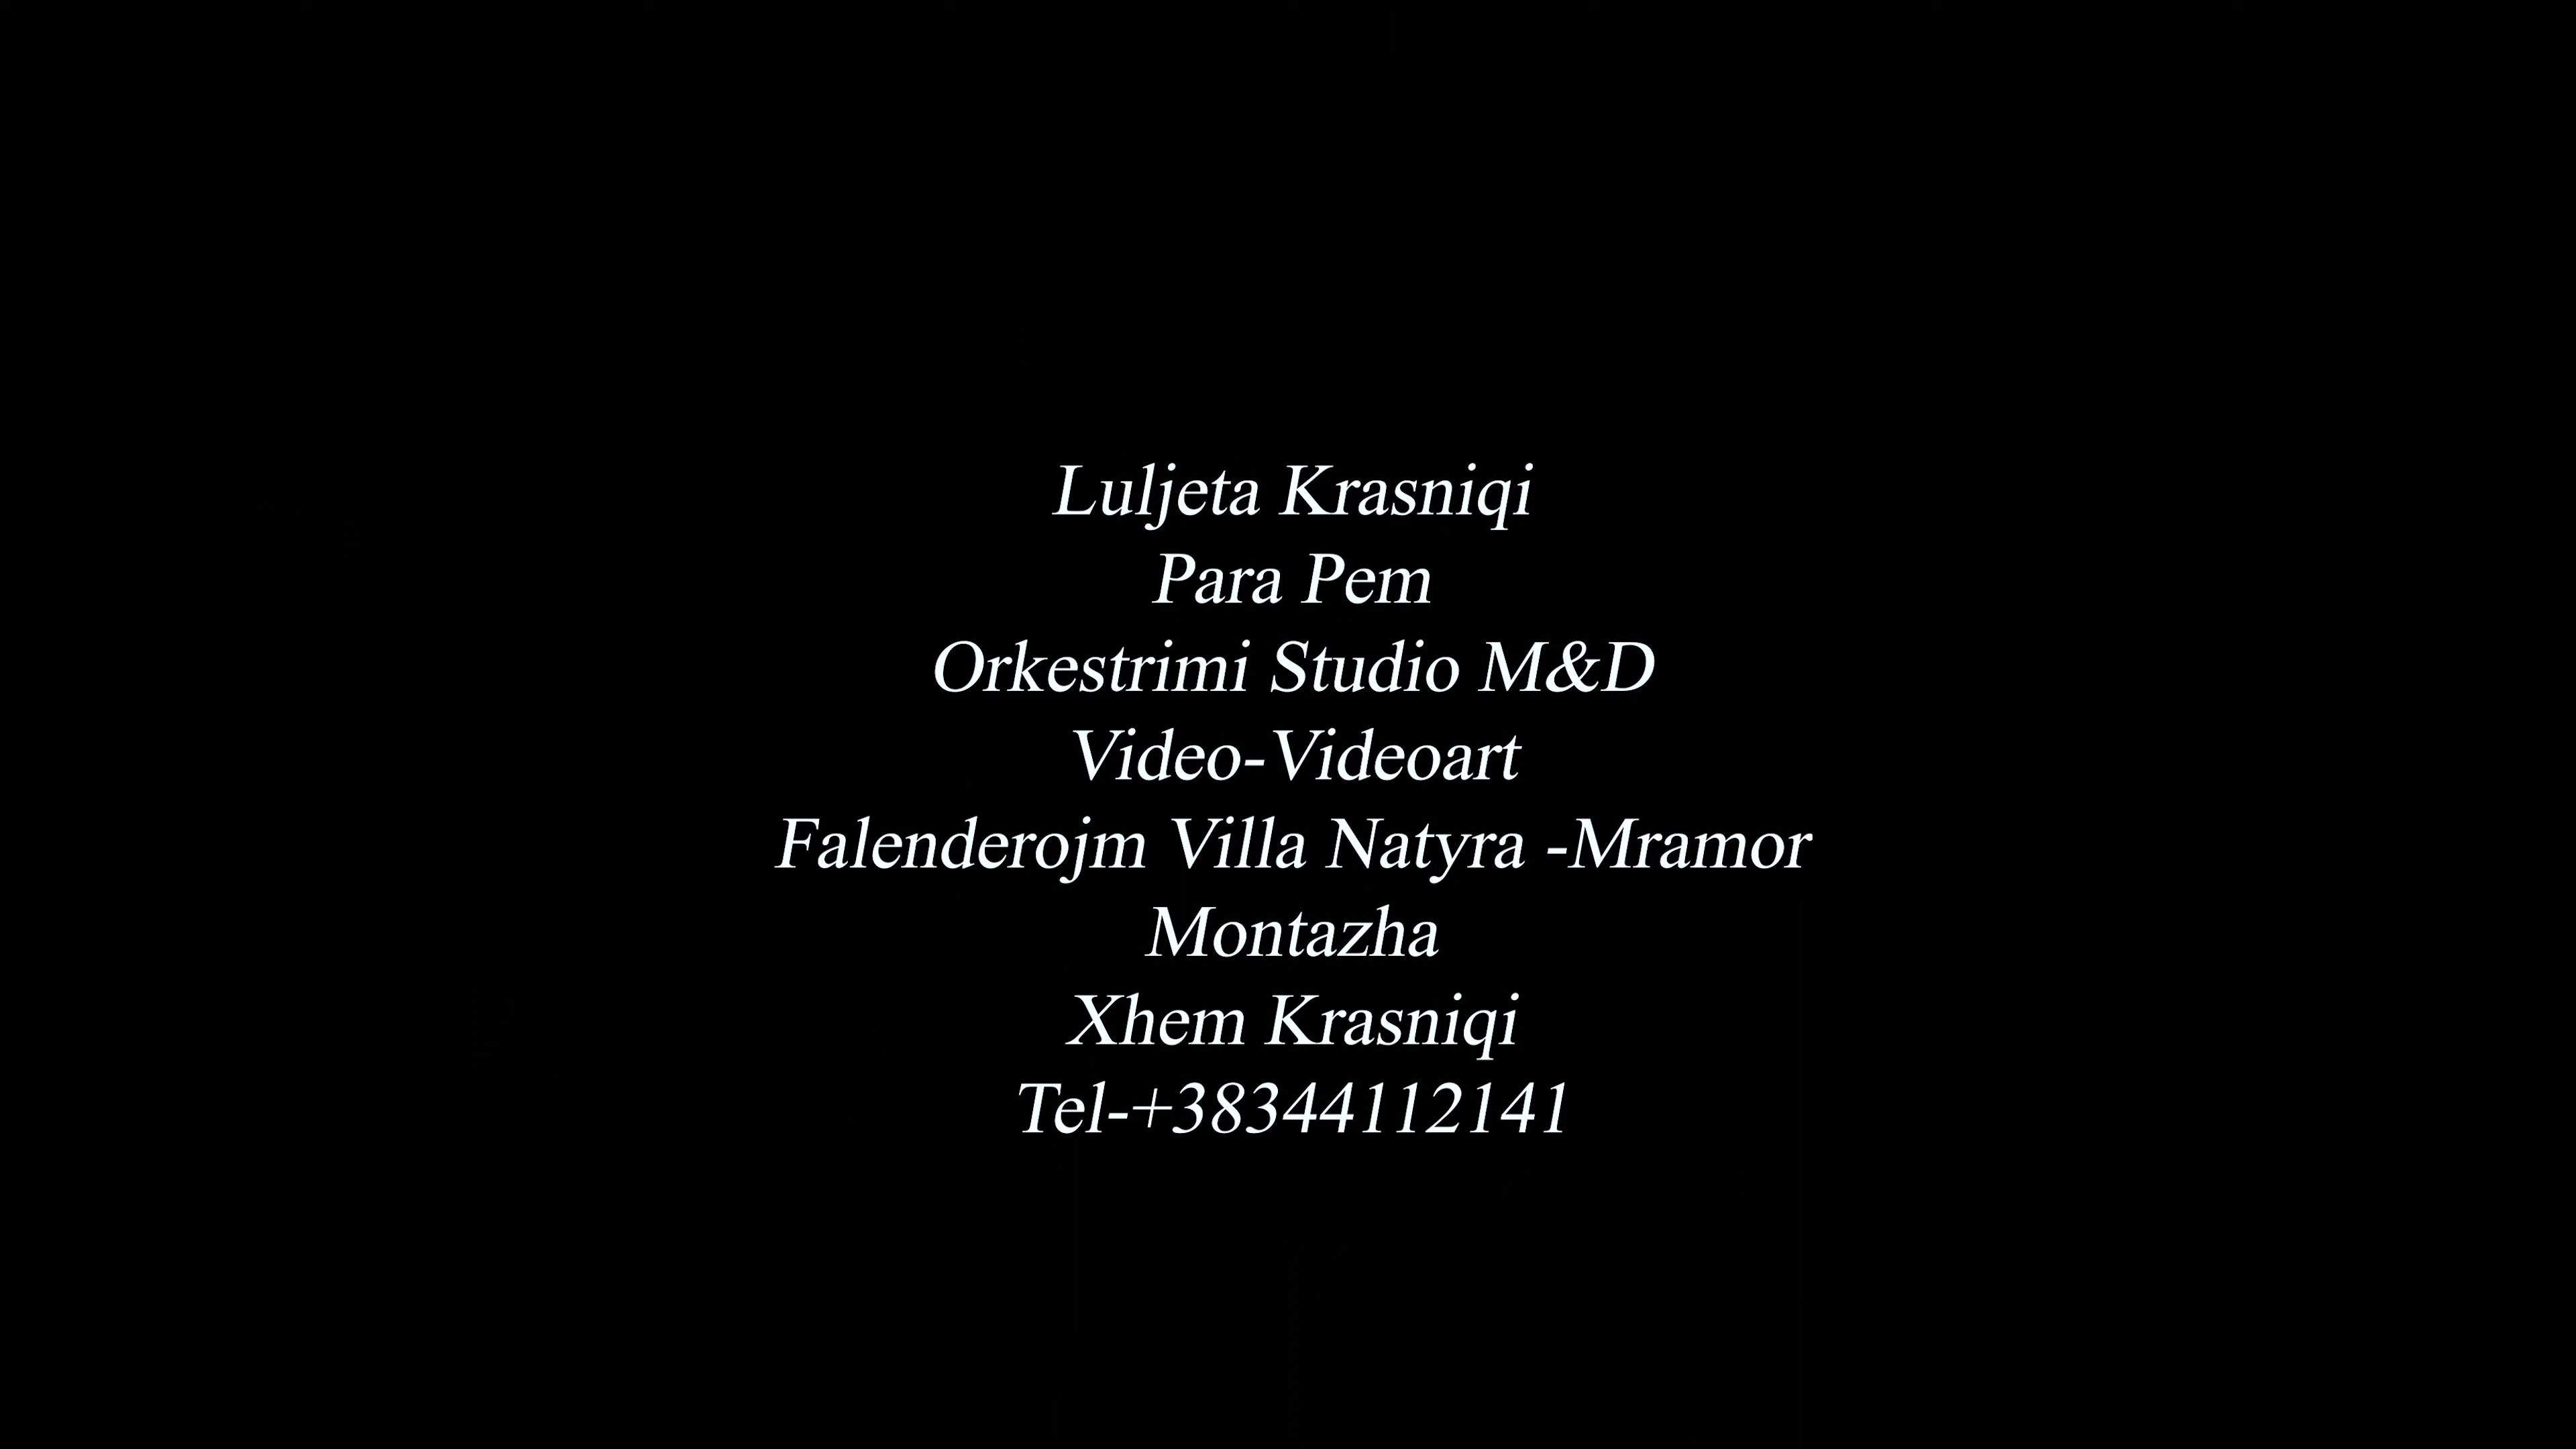 Luljeta Krasniqi
Para Pem
Orkestrimi Studio M&D
Video-Videoart
Falenderojm Villa Natyra -Mramor
Montazha
Xhem Krasniqi
Tel-+38344112141